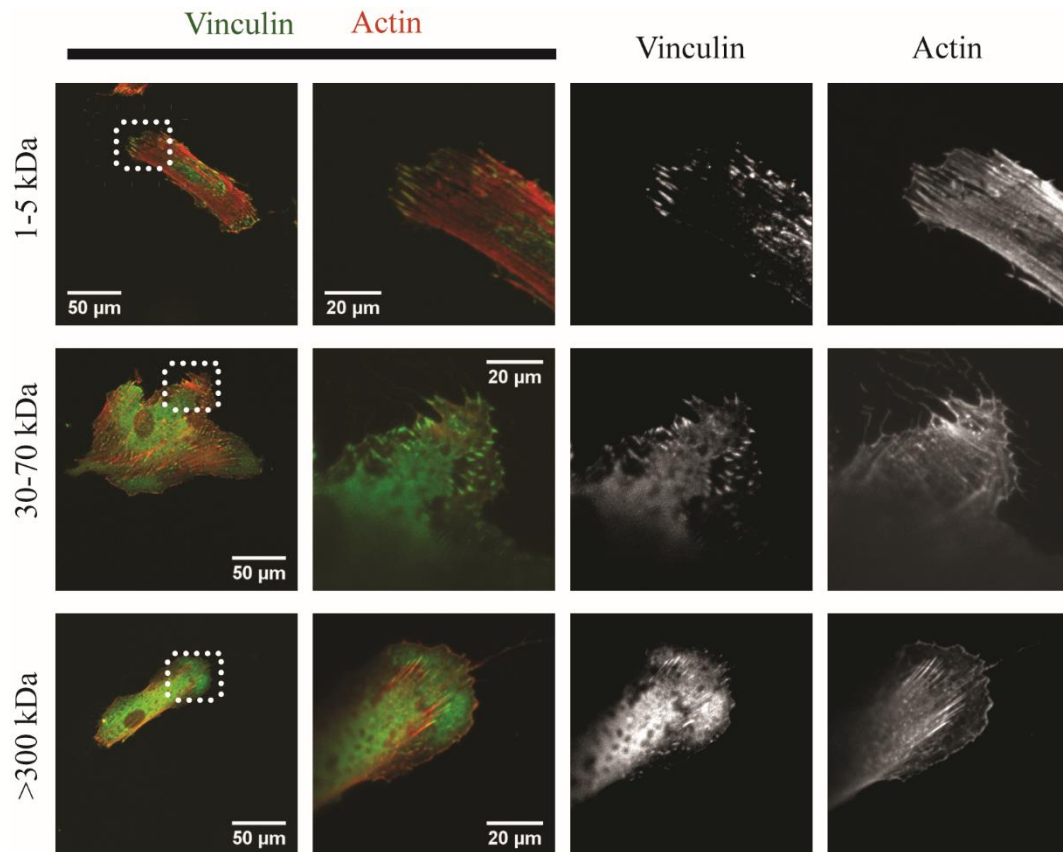 Vinculin Actin
Vinculin
Actin
1-5 kDa
50 µm
20 µm
30-70 kDa
50 µm
20 µm
>300 kDa
50 µm
20 µm